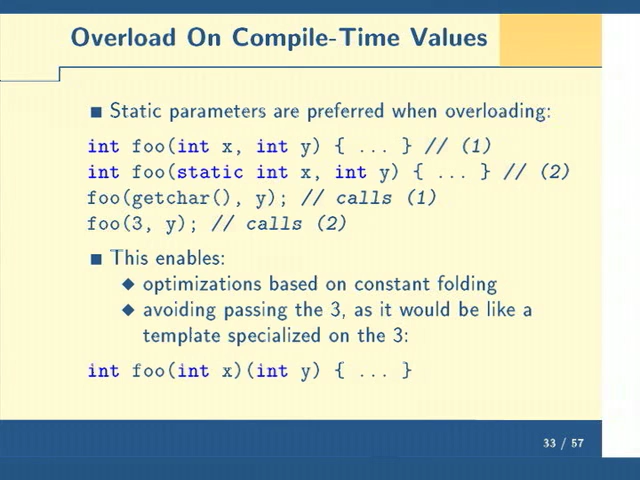 Overload On Compile-Time Values
■ Static parameters are preferred when overloading:
int foo(int x, int y) { ... } // (1)
int foo(static int x, int y) { ... } // (2)
foo(getchar(), y); // calls (1)
foo(3, y); // calls (2)
■ This enables:
◆ optimizations based on constant folding
◆ avoiding passing the 3, as it would be like a
template specialized on the 3:
int foo(int x)(int y) { ... }
33 / 57